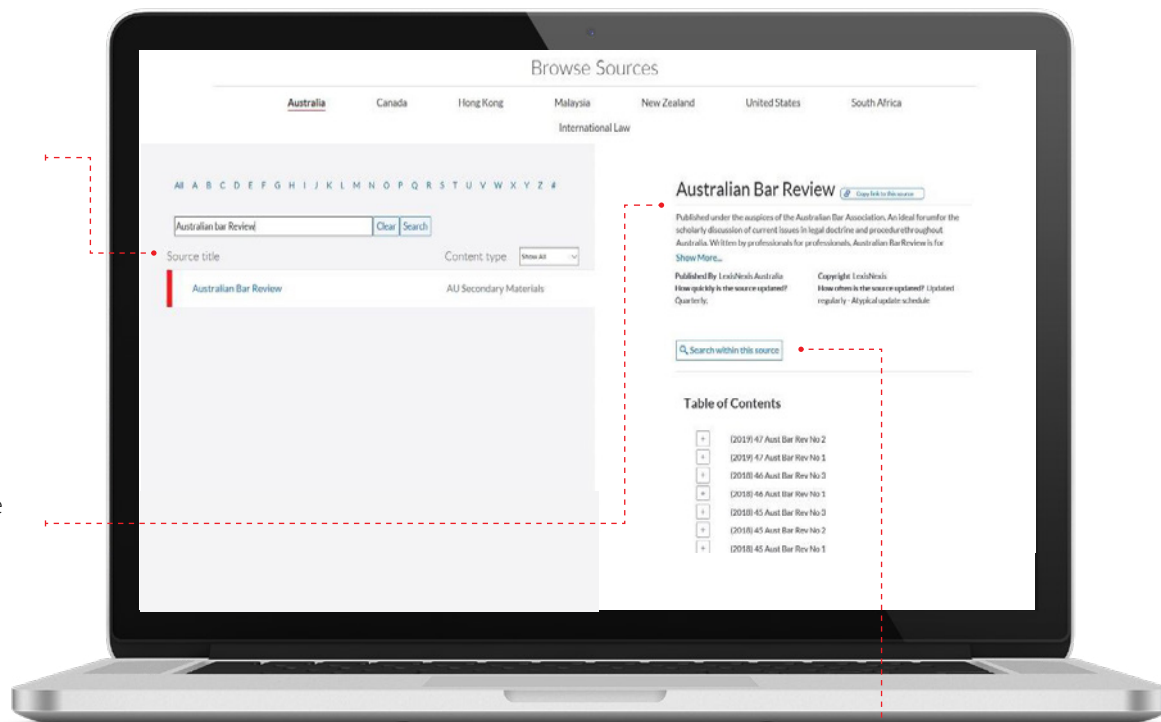 Browse Sources
Australia Canada Hong Kong Malaysia New Zealand United States South Africa
International Law
All A B C D E F G H I J K L M N O P Q R S T U V W X Y Z #
Australian bar Review Clear Search
Source title Content type Show All
Australian Bar Review AU Secondary Materials
e
Australian Bar Review Copy link to this source
Published under the auspices of the Australian Bar Association, An ideal forumfor the
scholarly discussion of current issues in legal doctrine and procedurethroughout
Australia. Written by professionals for professionals, Australian BarReview is for
Show More...
Published By LexisNexis Australia Copyright LexisNexis
How quickly is the source updated? How often is the source updated? Updated
Quarterly, regularly - Atypical update schedule
Search within this source
Table of Contents
+ (2019) 47 Aust Bar Rev No 2
+ (2019) 47 Aust Bar Rev No 1
+ (2018) 46 Aust Bar Rev No 3
+ (2018) 46 Aust Bar Rev No 1
+ (2018) 45 Aust Bar Rev No 3
+ (2018) 45 Aust Bar Rev No 2
+ (2018) 45 Aust Bar Rev No 1